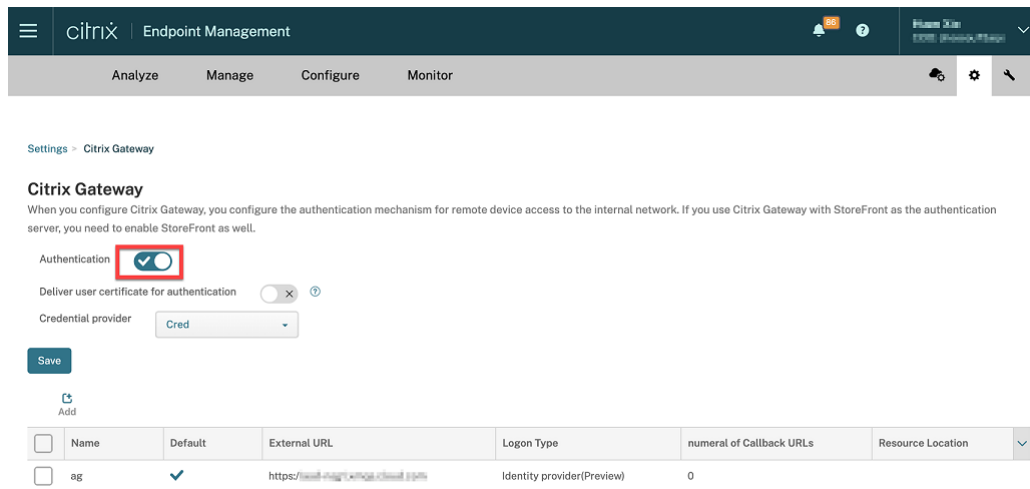 citrix Endpoint Management 86 ?
Analyze Manage Configure Monitor
Settings > Citrix Gateway
Citrix Gateway
When you configure Citrix Gateway, you configure the authentication mechanism for remote device access to the internal network. If you use Citrix Gateway with StoreFront as the authentication
server, you need to enable StoreFront as well.
Authentication
Deliver user certificate for authentication ?
Credential provider Cred
Save
Add
Name Default External URL Logon Type numeral of Callback URLs Resource Location
ag https:/ Identity provider(Preview) 0